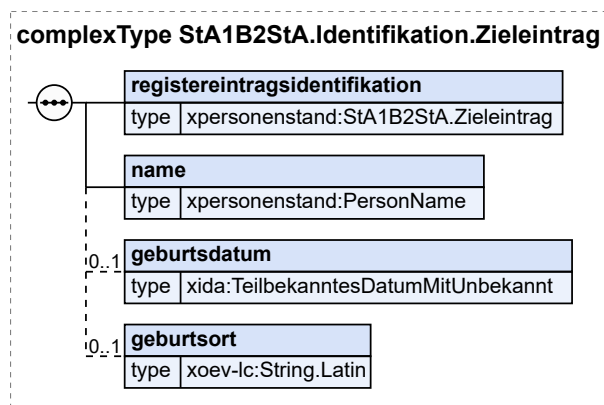 complexType StA1B2StA.Identifikation.Zieleintrag
registereintragsidentifikation
type xpersonenstand:StA1B2StA.Zieleintrag
name
type xpersonenstand:PersonName
0..1 geburtsdatum
type xida:TeilbekanntesDatumMitUnbekannt
0..1 geburtsort
type xoev-lc:String.Latin